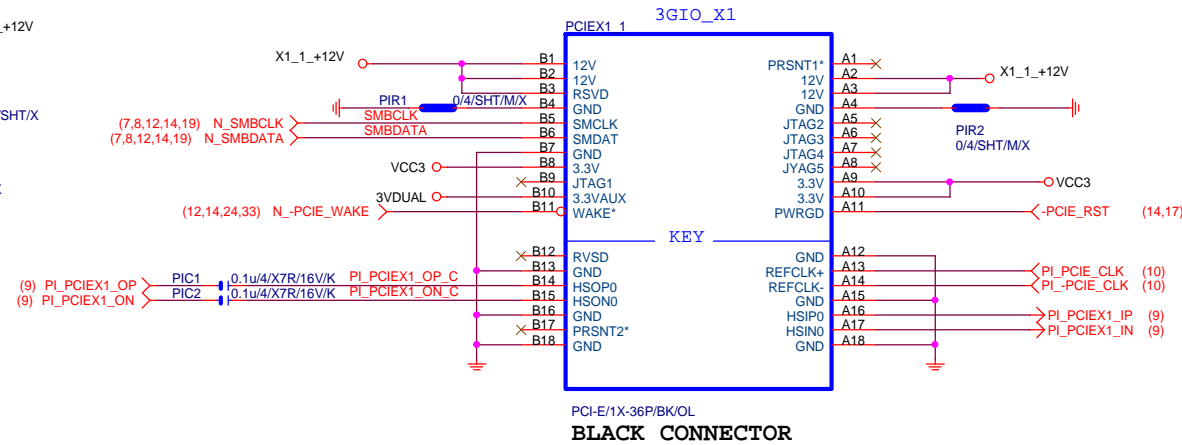 3GIO_X1
_+12V
PCIEX1_1
X1_1_+12V
B1 12V PRSNT1* A1
B2 12V 12V A2 X1_1_+12V
B3 RSVD 12V A3
PIR1 0/4/SHT/M/X B4 GND GND A4
/SHT/X
SMBCLK B5 SMCLK JTAG2 A5
(7,8,12,14,19) N_SMBCLK
PIR2
SMBDATA B6 SMDAT JTAG3 A6
(7,8,12,14,19) N_SMBDATA
0/4/SHT/M/X
B7 GND JTAG4 A7
VCC3 B8 3.3V JYAG5 A8
B9 JTAG1 3.3V A9 VCC3
3VDUAL B10 3.3VAUX 3.3V A10
(12,14,24,33) N_-PCIE_WAKE B11 WAKE* PWRGD A11 -PCIE_RST (14,17)
KEY
B12 RVSD GND A12
B13 GND REFCLK+ A13 PI_PCIE_CLK (10)
(9) PI_PCIEX1_OP PIC1 0.1u/4/X7R/16V/K PI_PCIEX1_OP_C B14 HSOP0 REFCLK- A14 PI_-PCIE_CLK (10)
(9) PI_PCIEX1_ON PIC2 0.1u/4/X7R/16V/K PI_PCIEX1_ON_C B15 HSON0 GND A15
B16 GND HSIP0 A16 PI_PCIEX1_IP (9)
B17 PRSNT2* HSIN0 A17 PI_PCIEX1_IN (9)
B18 GND GND A18
PCI-E/1X-36P/BK/OL
BLACK CONNECTOR